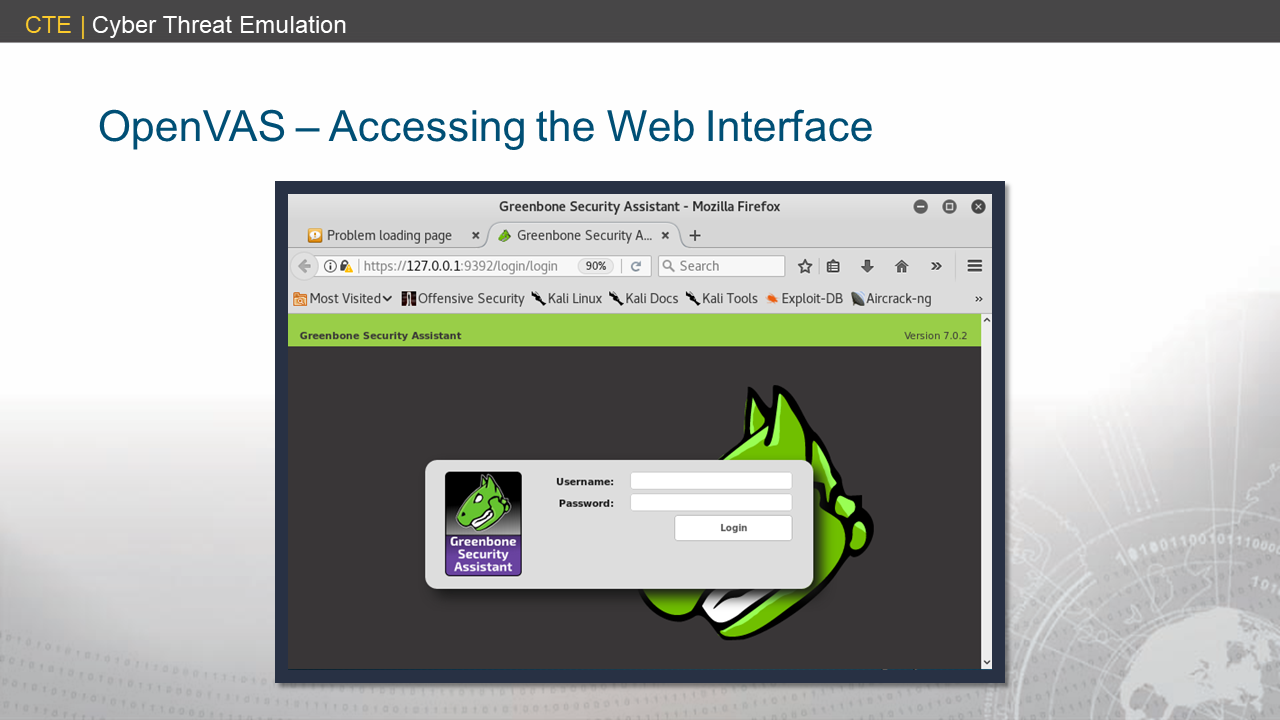 CTE | Cyber Threat Emulation
OpenVAS – Accessing the Web Interface
Greenbone Security Assistant - Mozilla Firefox
Problem loading page
Greenbone Security A...
https://127.0.0.1:9392/login/login
90%
Search
Most Visited
Offensive Security
Kali Linux
Kali Docs
Kali Tools
Exploit-DB
Aircrack-ng
Greenbone Security Assistant
Version 7.0.2
Greenbone
Security
Assistant
Username:
Password:
Login